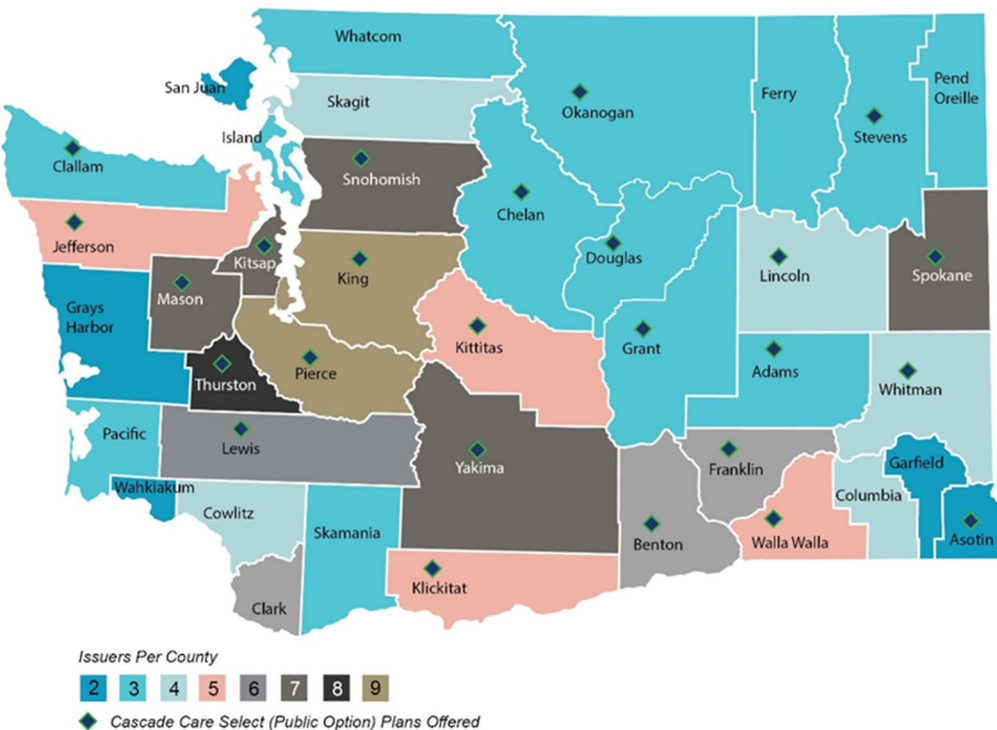 Whatcom
San Juan
Skagit
Okanogan
Ferry
Pend
Oreille
Stevens
Island
Clallam
Snohomish
Chelan
Jefferson
Kitsap
King
Douglas
Lincoln
Spokane
Mason
Grays
Harbor
Kittitas
Grant
Thurston
Pierce
Adams
Whitman
Pacific
Lewis
Yakima
Franklin
Garfield
Wahkiakum
Cowlitz
Skamania
Columbia
Benton
Walla Walla
Asotin
Klickitat
Clark
Issuers Per County
2 3 4 5 6 7 8 9
Cascade Care Select (Public Option) Plans Offered